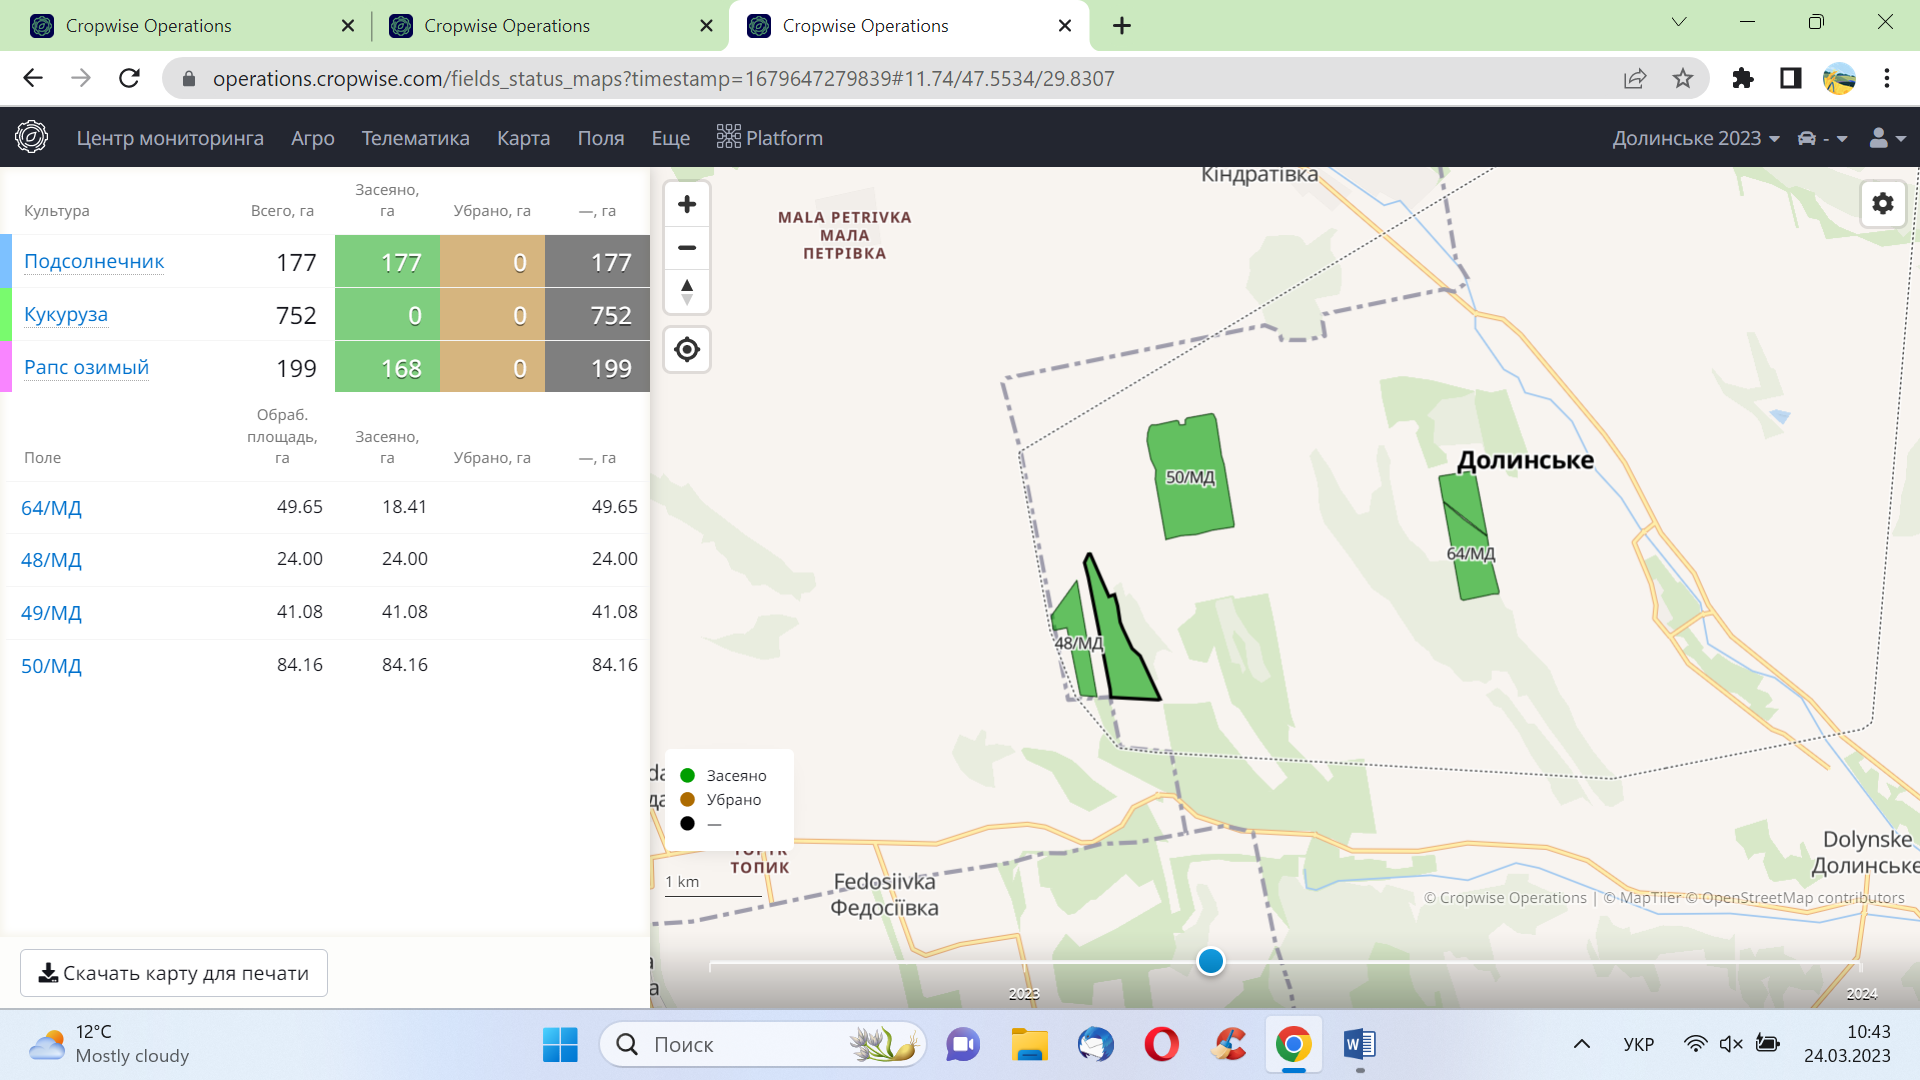 Cropwise Operations
Cropwise Operations
Cropwise Operations
operations.cropwise.com/fields_status_maps?timestamp=1679647279839#11.74/47.5534/29.8307
Центр мониторинга Агро Телематика Карта Поля Еще Platform
Долинське 2023 -
Культура Всего, га Засеяно, га Убрано, га —, га
Подсолнечник 177 177 0 177
Кукуруза 752 0 0 752
Рапс озимый 199 168 0 199
Поле Обраб. площадь, га Засеяно, га Убрано, га —, га
64/МД 49.65 18.41 49.65
48/МД 24.00 24.00 24.00
49/МД 41.08 41.08 41.08
50/МД 84.16 84.16 84.16
Скачать карту для печати
Кіндратівка
MALA PETRIVKA
МАЛА
ПЕТРІВКА
50/МД
Долинське
64/МД
48/МД
Засеяно
Убрано
—
ТОПИК
1 km
Fedosiivka
Федосіївка
Dolynske
Долинське
© Cropwise Operations | © MapTiler © OpenStreetMap contributors
2023
2024
12°C
Mostly cloudy
Поиск
УКР
10:43
24.03.2023